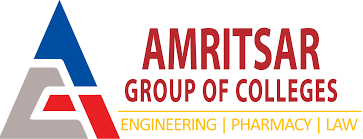 AMRITSAR
GROUP OF COLLEGES
ENGINEERING | PHARMACY | LAW